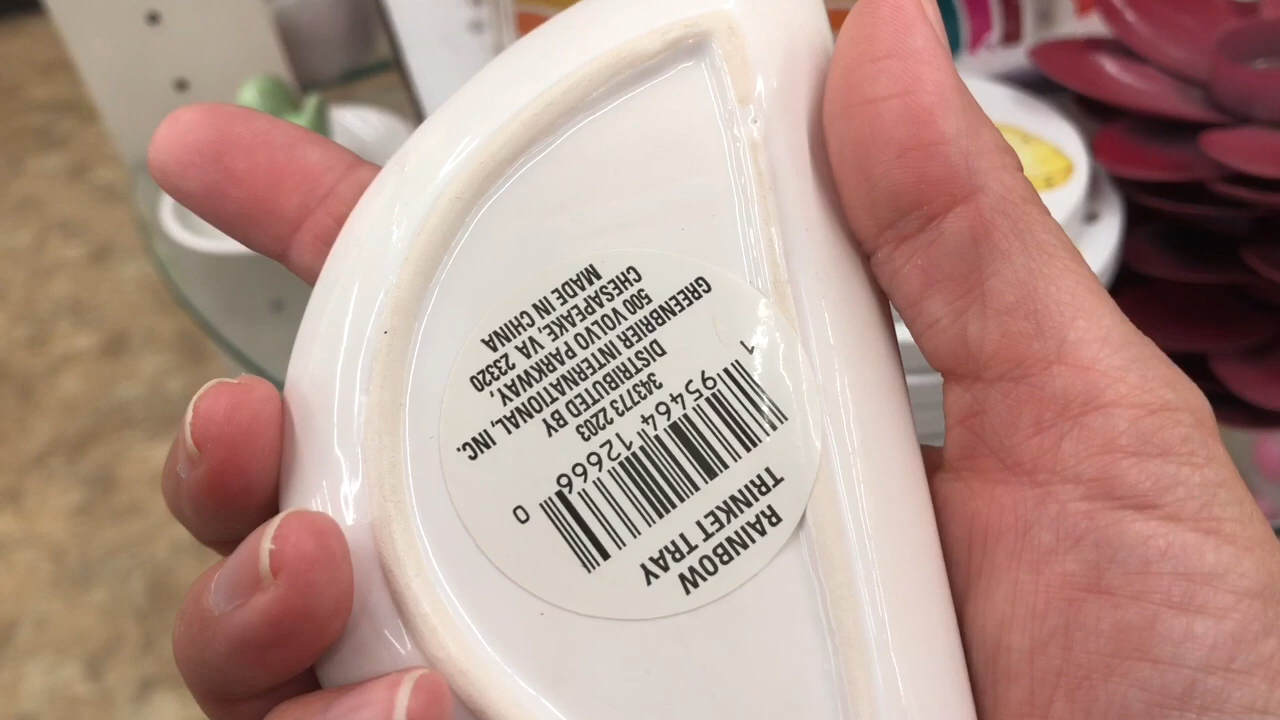 RAINBOW
TRINKET TRAY
1 95464 12666 0
343773 2203
DISTRIBUTED BY
GREENBRIER INTERNATIONAL, INC.
500 VOLVO PARKWAY,
CHESAPEAKE, VA 23320
MADE IN CHINA